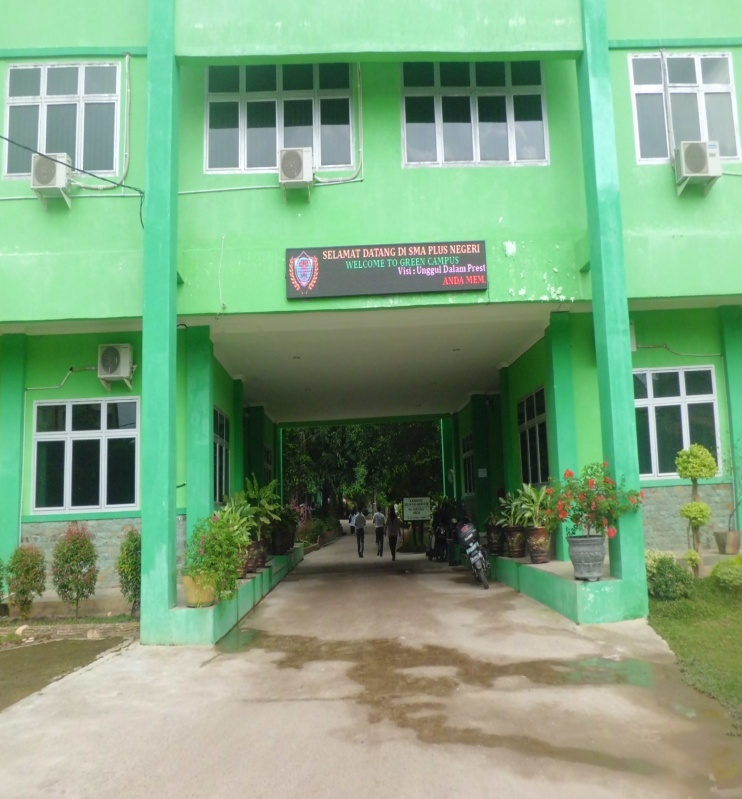 SELAMAT DATANG DI SMA PLUS NEGERI
WELCOME TO GREEN CAMPUS
Visi : Unggul Dalam Prest
ANDA MEM